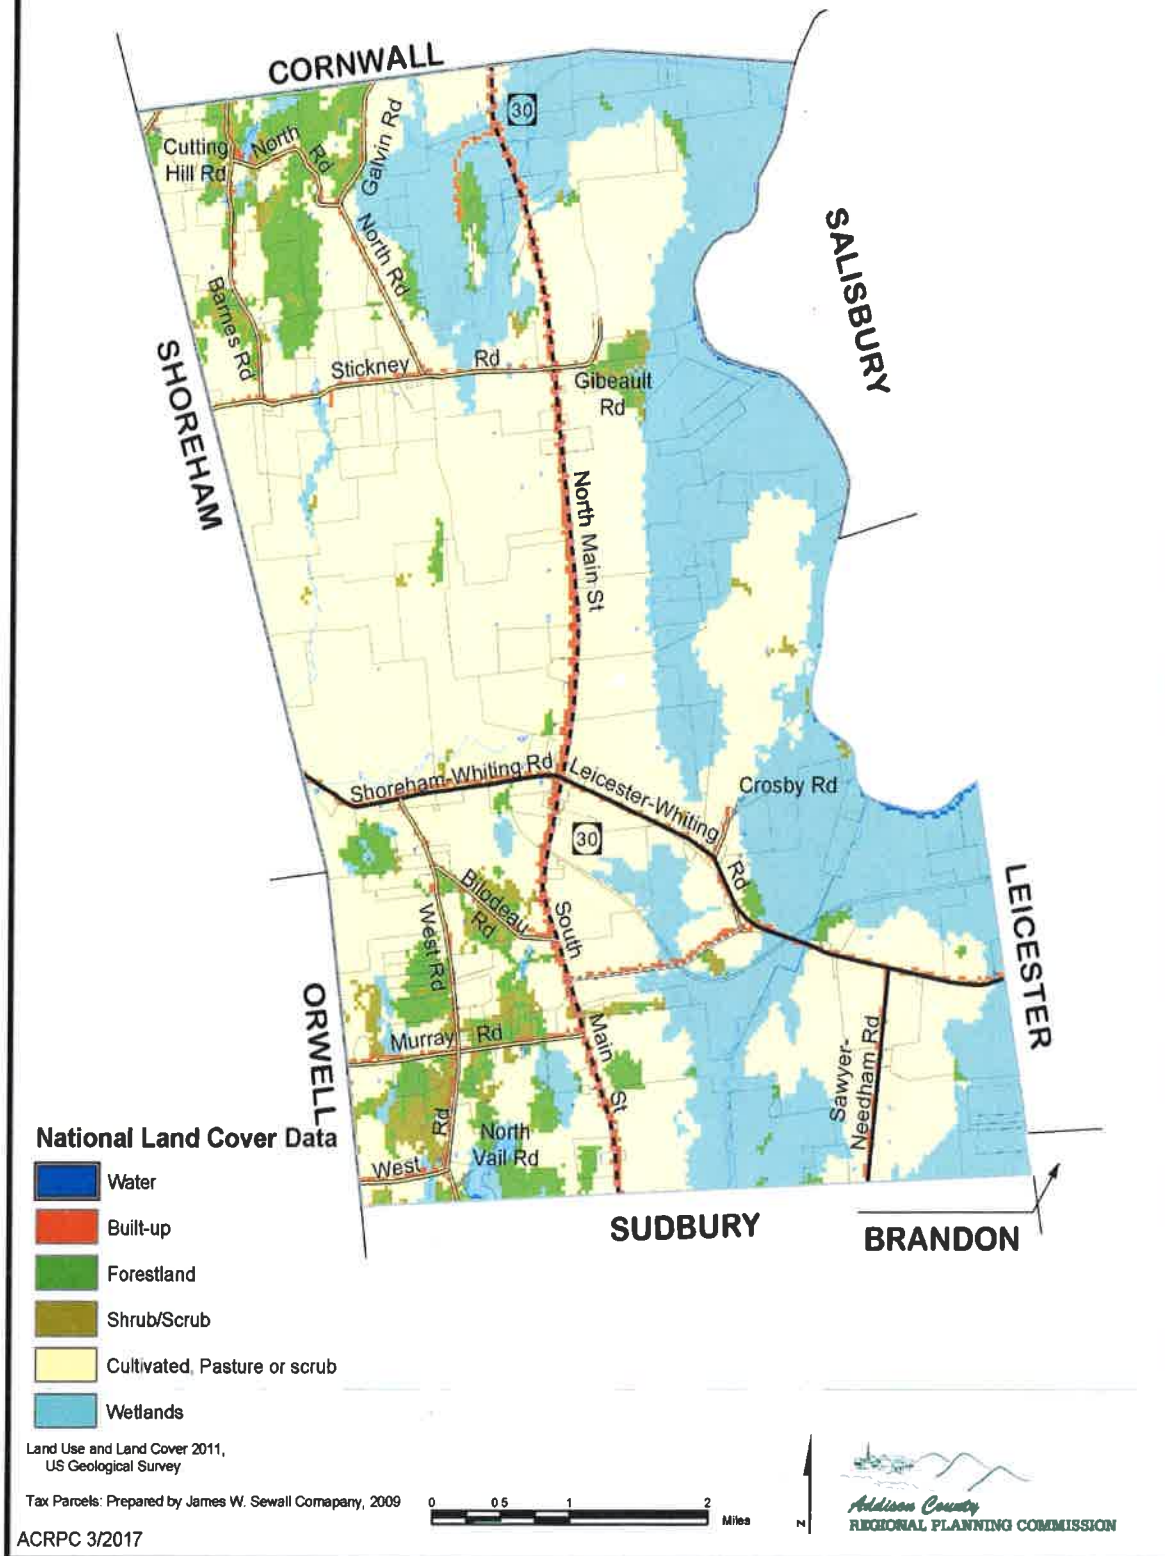 CORNWALL
30
Cutting
Hill Rd
North
Rd
Galvin Rd
North Rd
SALISBURY
Barnes Rd
SHOREHAM
Stickney
Rd
Gibeault
Rd
North Main St
Shoreham-Whiting Rd
Leicester-Whiting
Rd
Crosby Rd
30
Bilodeau
Rd
South
Main
St
West Rd
LEICESTER
ORWELL
Murray
Rd
Sawyer-
Needham Rd
Rd
North
Vail Rd
West
SUDBURY
BRANDON
National Land Cover Data
Water
Built-up
Forestland
Shrub/Scrub
Cultivated, Pasture or scrub
Wetlands
Land Use and Land Cover 2011,
US Geological Survey
Tax Parcels: Prepared by James W. Sewall Comapany, 2009
ACRPC 3/2017
0 0.5 1 2
Miles
N
Addison County
REGIONAL PLANNING COMMISSION